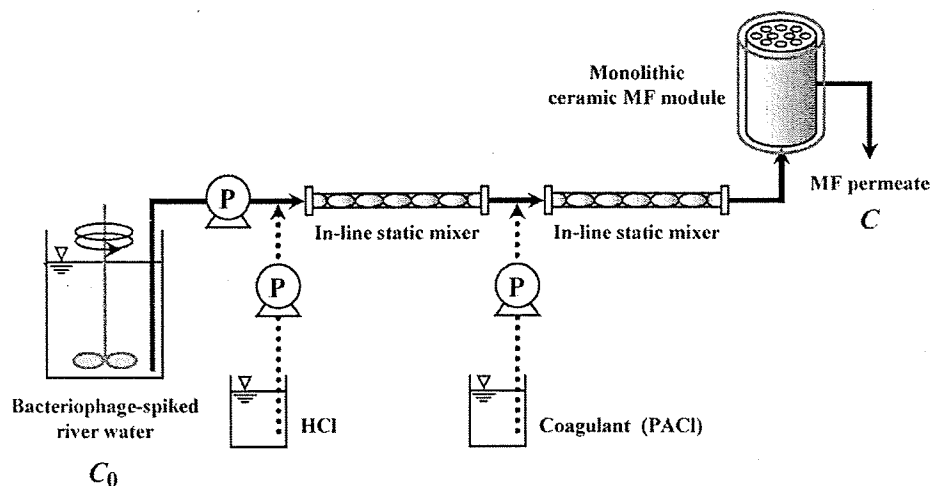 Monolithic
ceramic MF module
MF permeate
C
P
In-line static mixer
In-line static mixer
P
P
Bacteriophage-spiked
river water
HCl
Coagulant (PACl)
C0